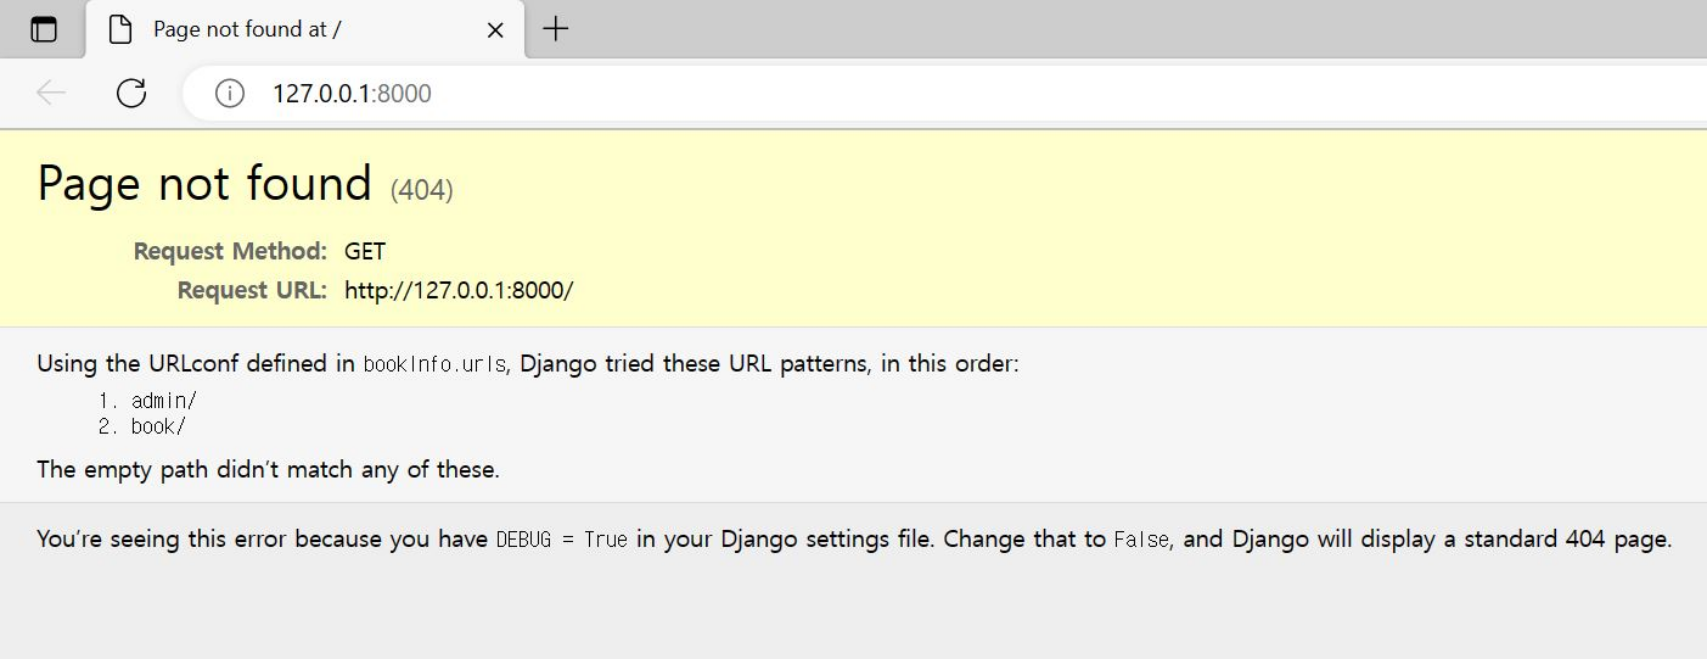 Page not found at /
127.0.0.1:8000
Page not found (404)
Request Method: GET
Request URL: http://127.0.0.1:8000/
Using the URLconf defined in bookInfo.urls, Django tried these URL patterns, in this order:
1. admin/
2. book/
The empty path didn't match any of these.
You're seeing this error because you have DEBUG = True in your Django settings file. Change that to False, and Django will display a standard 404 page.